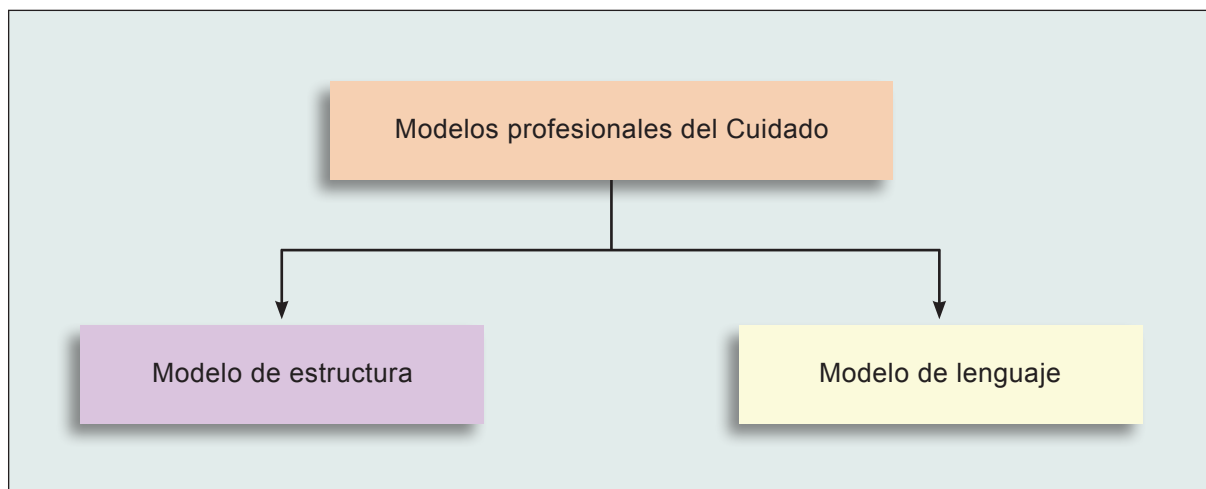 Modelos profesionales del Cuidado
Modelo de estructura
Modelo de lenguaje